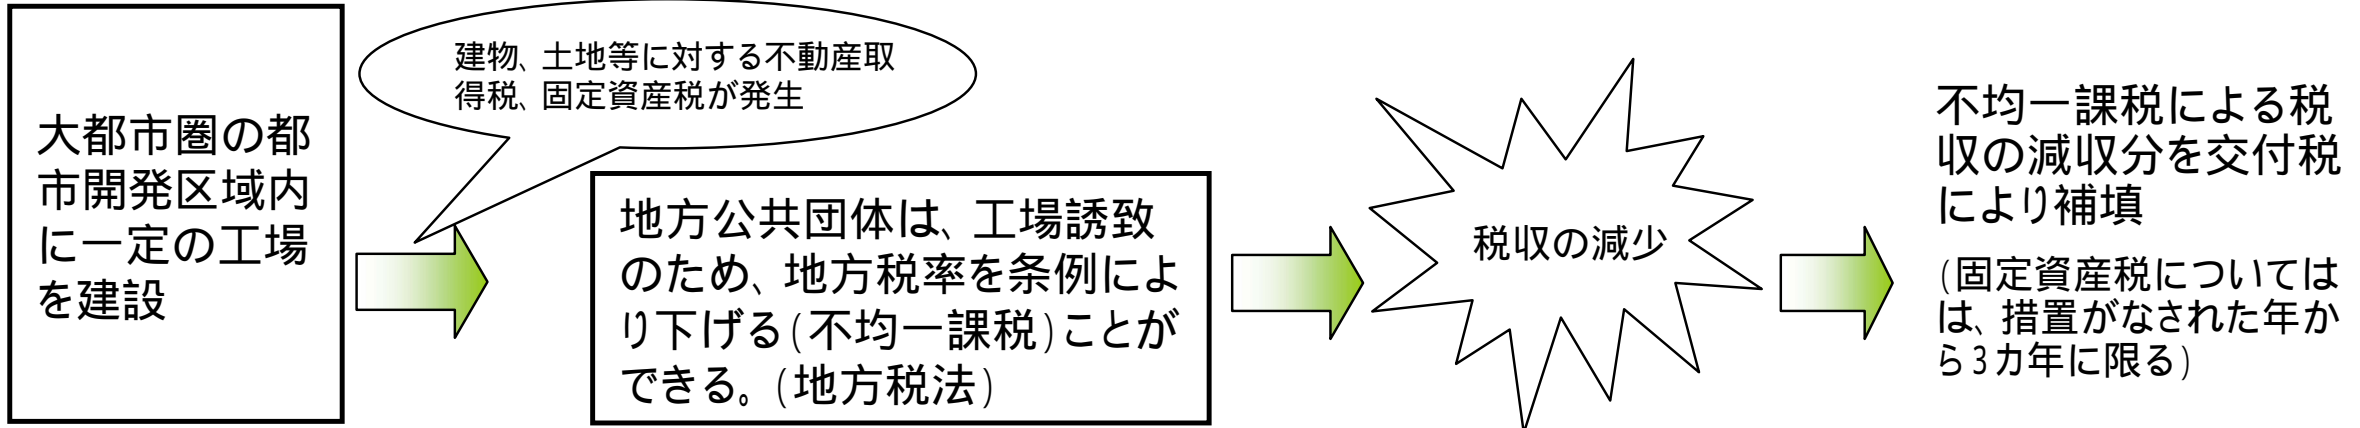 大都市圏の都
市開発区域内
に一定の工場
を建設
建物、土地等に対する不動産取
得税、固定資産税が発生
地方公共団体は、工場誘致
のため、地方税率を条例によ
り下げる(不均一課税)ことが
できる。(地方税法)
税収の減少
不均一課税による税
収の減収分を交付税
により補填
(固定資産税については
は、措置がなされた年か
ら3カ年に限る)